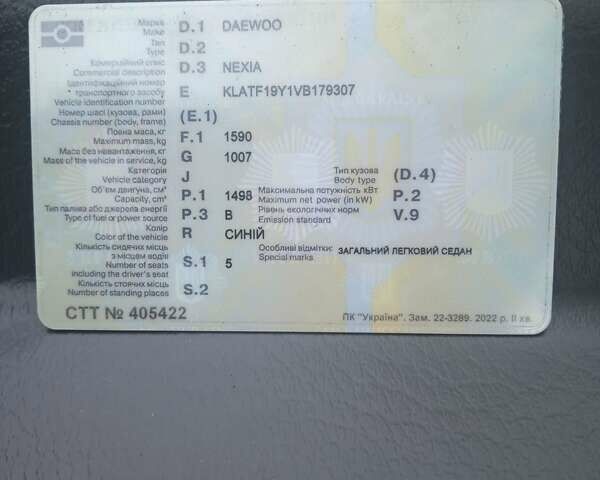 Марка D.1 DAEWOO
Make
Тип D.2
Type
Комерційний опис D.3 NEXIA
Commercial description
Ідентифікаційний номер
транспортного засобу E KLATF19Y1VB179307
Vehicle identification number
Номер шасі (кузова, рами) (E.1)
Chassis number (body, frame)
Повна маса, кг F.1 1590
Maximum mass, kg
Маса без навантаження, кг G 1007
Mass of the vehicle in service, kg
Категорія J Тип кузова (D.4)
Vehicle category Body type
Об'єм двигуна, см³ P.1 1498 Максимальна потужність кВт P.2
Capacity, cm³ Maximum net power (in kW)
Тип палива або джерела енергії P.3 B Рівень екологічних норм V.9
Type of fuel or power source Emission standard
Колір R СИНІЙ
Color of the vehicle
Кількість сидячих місць Особливі відмітки: ЗАГАЛЬНИЙ ЛЕГКОВИЙ СЕДАН
з місцем водія S.1 5 Special marks
Number of seats
including the driver's seat
Кількість стоячих місць S.2
Number of standing places
СТТ № 405422 ПК "Україна". Зам. 22-3289. 2022 р. II кв.